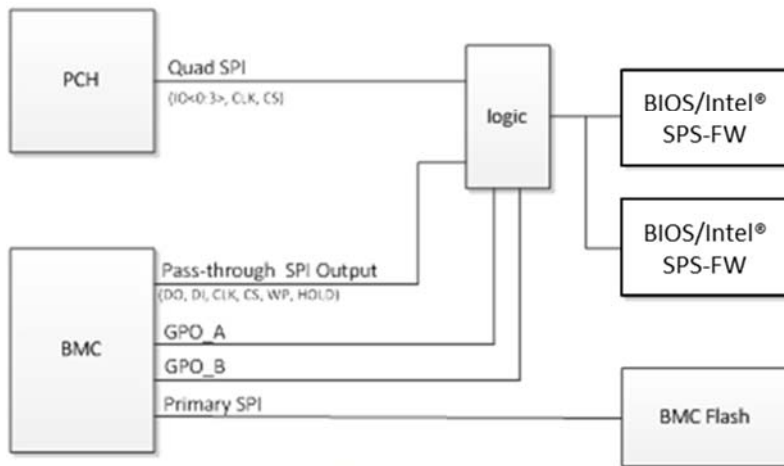 PCH
Quad SPI
(IO<0:3>, CLK, CS)
logic
BIOS/Intel®
SPS-FW
BIOS/Intel®
SPS-FW
BMC
Pass-through SPI Output
(DO, DI, CLK, CS, WP, HOLD)
GPO_A
GPO_B
Primary SPI
BMC Flash